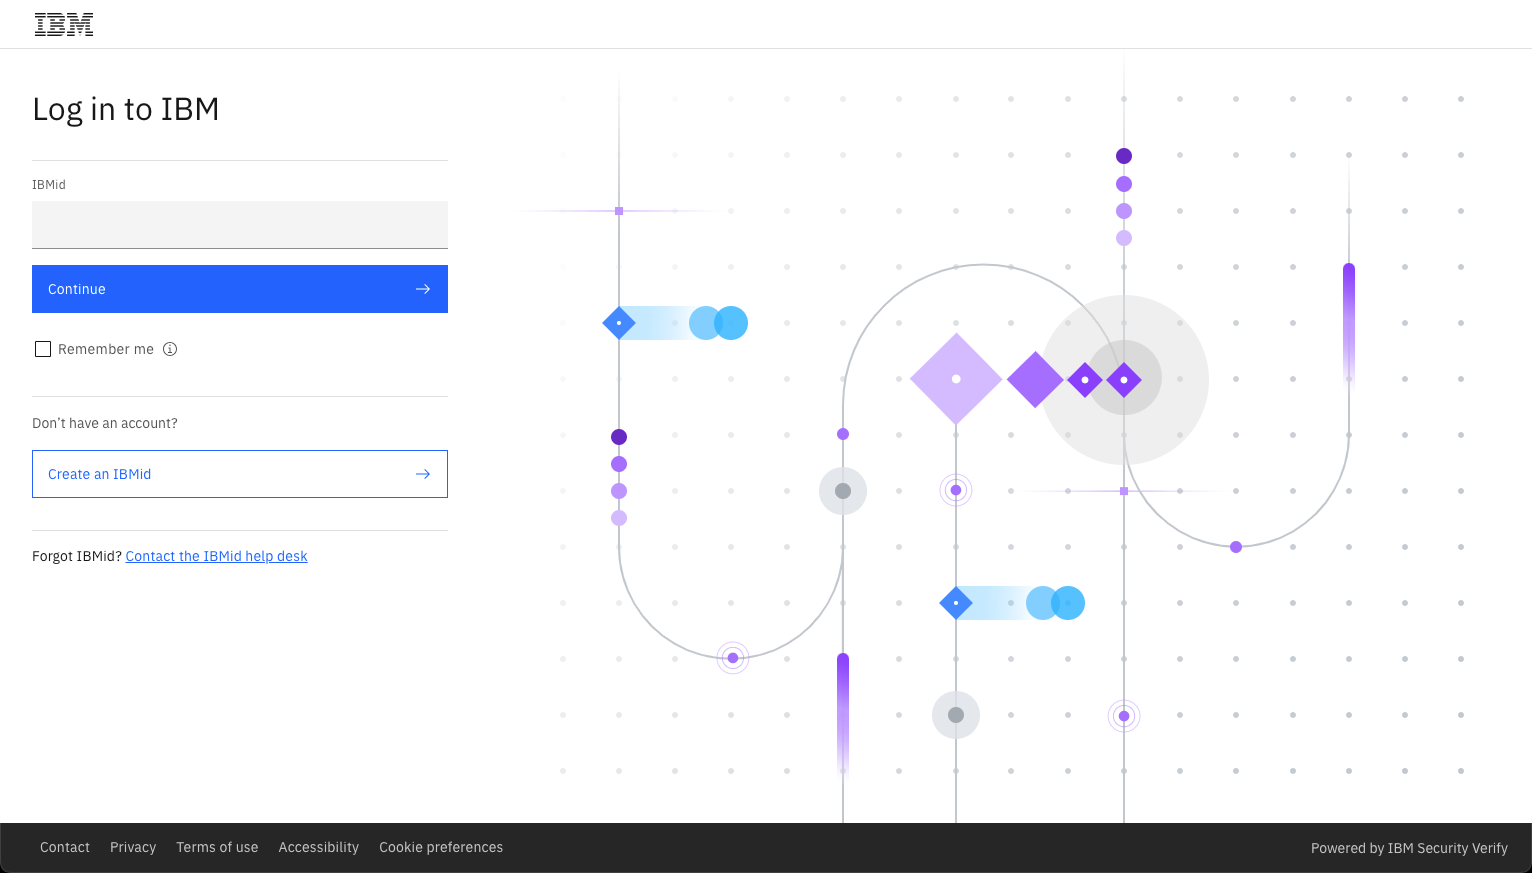 IBM
Log in to IBM
IBMid
Continue
Remember me
Don’t have an account?
Create an IBMid
Forgot IBMid? Contact the IBMid help desk
Contact Privacy Terms of use Accessibility Cookie preferences
Powered by IBM Security Verify